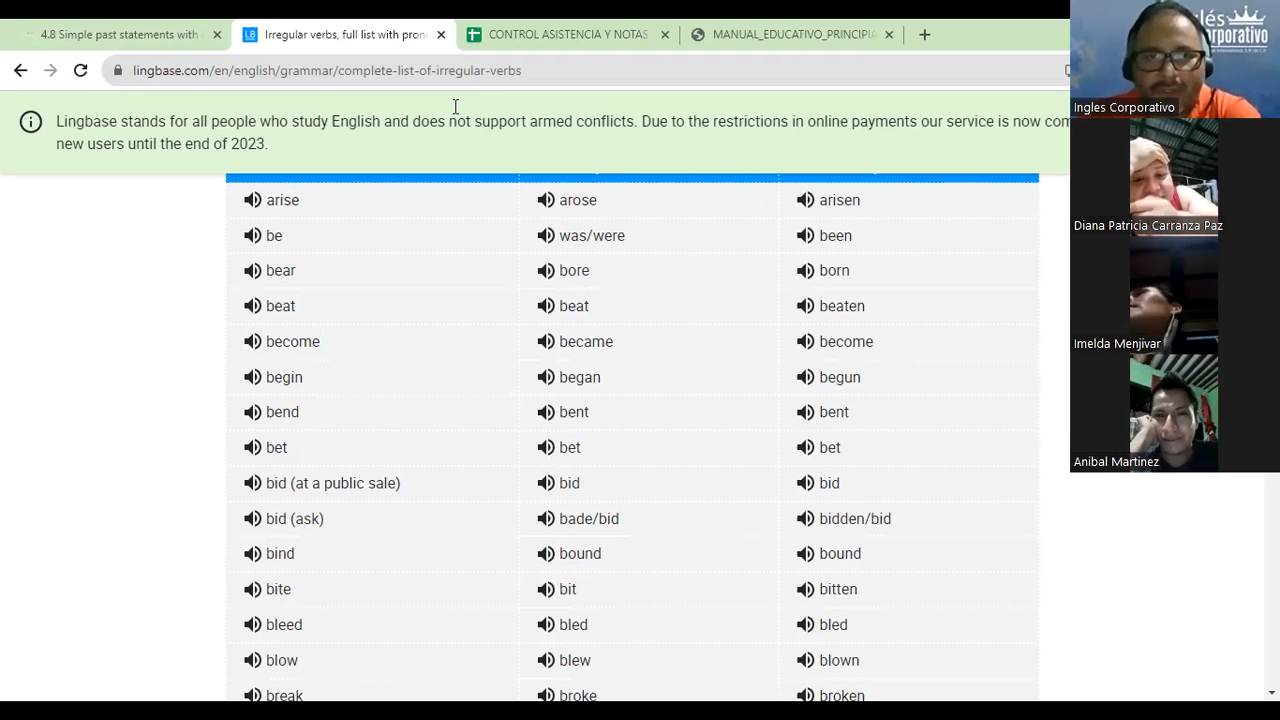 4.8 Simple past statements with
Irregular verbs, full list with pron
CONTROL ASISTENCIA Y NOTAS
MANUAL_EDUCATIVO_PRINCIPIA
lingbase.com/en/english/grammar/complete-list-of-irregular-verbs
Lingbase stands for all people who study English and does not support armed conflicts. Due to the restrictions in online payments our service is now com
new users until the end of 2023.
arise arose arisen
be was/were been
bear bore born
beat beat beaten
become became become
begin began begun
bend bent bent
bet bet bet
bid (at a public sale) bid bid
bid (ask) bade/bid bidden/bid
bind bound bound
bite bit bitten
bleed bled bled
blow blew blown
break broke broken
Ingles Corporativo
Diana Patricia Carranza Paz
Imelda Menjivar
Anibal Martinez